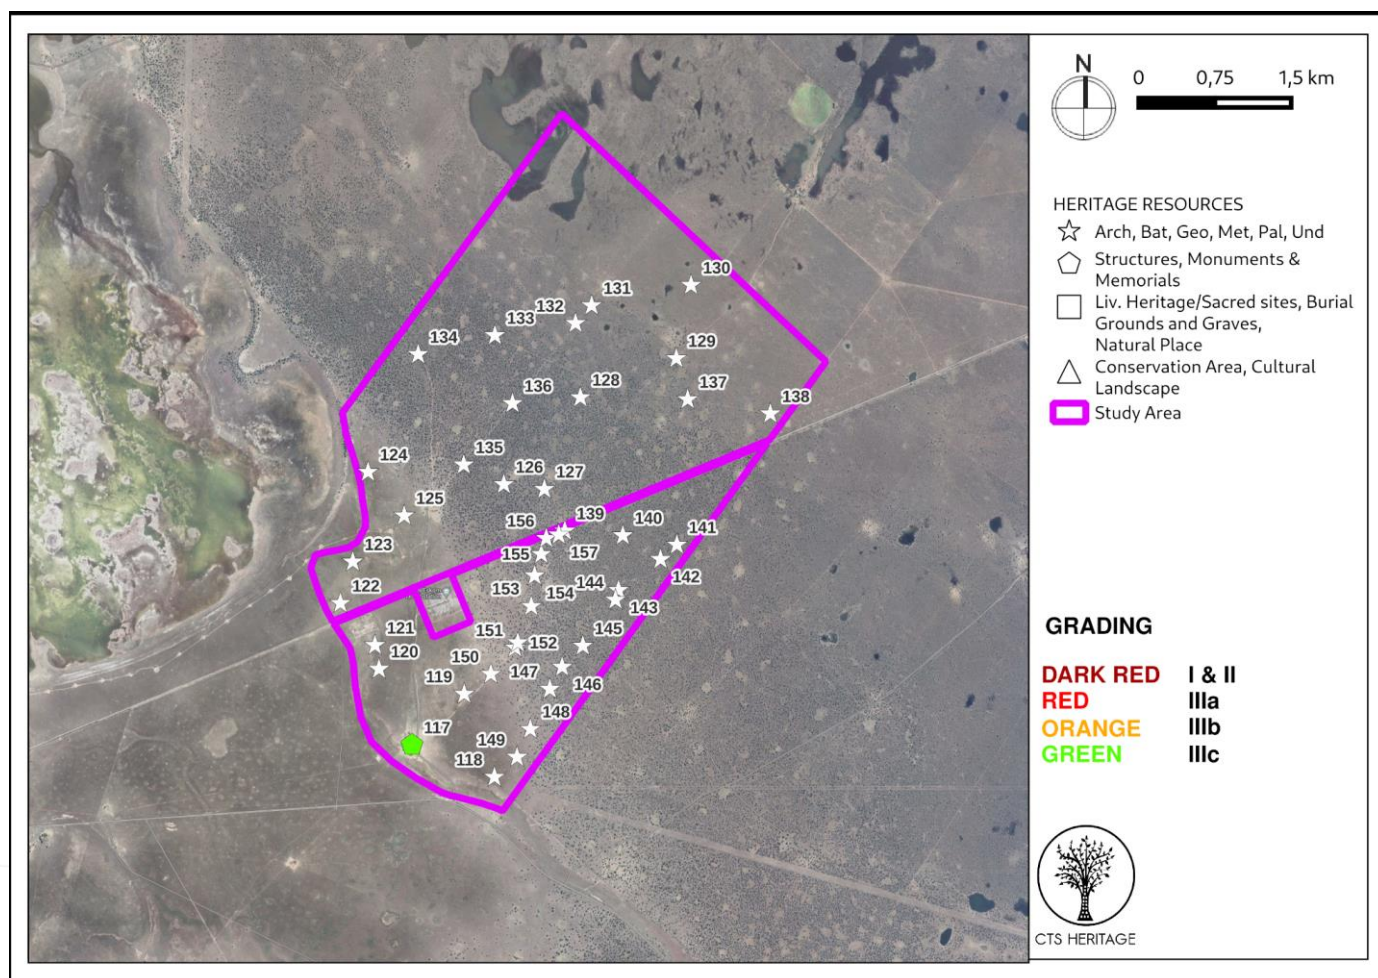 N
0 0,75 1,5 km
HERITAGE RESOURCES
Arch, Bat, Geo, Met, Pal, Und
Structures, Monuments &
Memorials
Liv. Heritage/Sacred sites, Burial
Grounds and Graves,
Natural Place
Conservation Area, Cultural
Landscape
Study Area
GRADING
DARK RED I & II
RED IIIa
ORANGE IIIb
GREEN IIIc
CTS HERITAGE
130
131
132
133
134
129
128
136
137
138
135
124
126
127
125
139
156
140
141
123
155
157
142
122
153
154
144
143
121
151
152
145
120
150
147
119
146
148
117
149
118